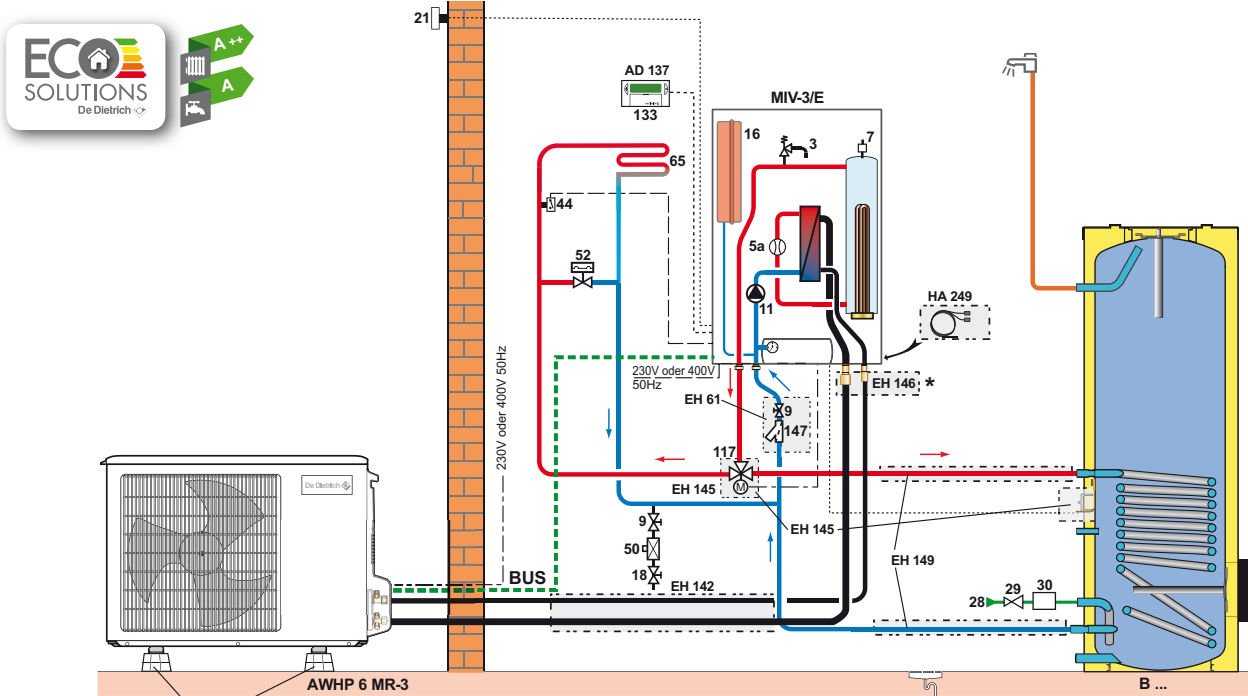 ECO
SOLUTIONS
De Dietrich
A ++
A
21
AD 137
133
MIV-3/E
16
3
7
65
44
5a
52
11
HA 249
230V oder 400V 50Hz
230V oder 400V
50Hz
EH 146 *
EH 61
9
147
117
M
EH 145
De Dietrich
EH 145
9
50
EH 149
18
BUS
EH 142
28
29
30
AWHP 6 MR-3
B ...